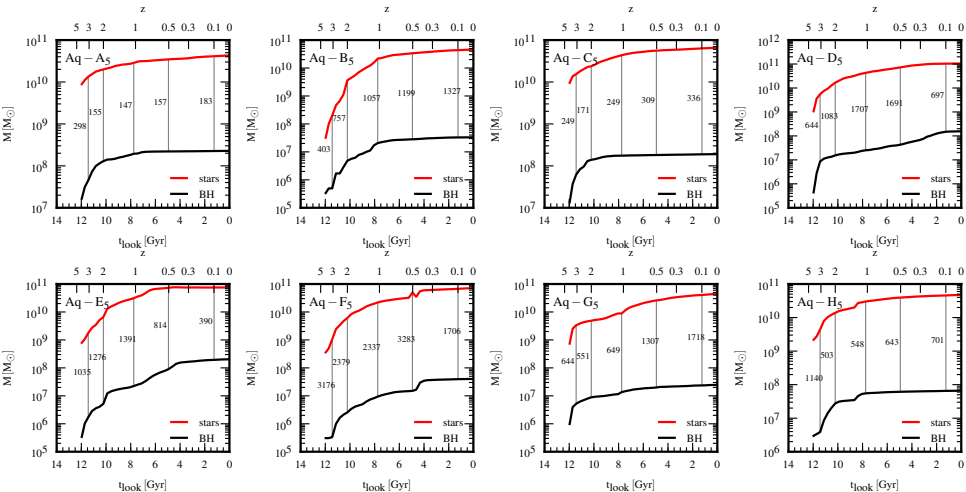 z z z z
5 3 2 1 0.5 0.3 0.1 0 5 3 2 1 0.5 0.3 0.1 0 5 3 2 1 0.5 0.3 0.1 0 5 3 2 1 0.5 0.3 0.1 0
Aq − A5 Aq − B5 Aq − C5 Aq − D5
M [M☉] M [M☉] M [M☉] M [M☉]
10^11 10^10 10^9 10^8 10^7
298 155 147 157 183
10^11 10^10 10^9 10^8 10^7 10^6 10^5
403 757 1057 1199 1327
10^11 10^10 10^9 10^8 10^7
249 171 249 309 336
10^12 10^11 10^10 10^9 10^8 10^7 10^6 10^5
644 1083 1707 1691 697
stars stars stars stars
BH BH BH BH
14 12 10 8 6 4 2 0 14 12 10 8 6 4 2 0 14 12 10 8 6 4 2 0 14 12 10 8 6 4 2 0
tlook [Gyr] tlook [Gyr] tlook [Gyr] tlook [Gyr]
z z z z
5 3 2 1 0.5 0.3 0.1 0 5 3 2 1 0.5 0.3 0.1 0 5 3 2 1 0.5 0.3 0.1 0 5 3 2 1 0.5 0.3 0.1 0
Aq − E5 Aq − F5 Aq − G5 Aq − H5
M [M☉] M [M☉] M [M☉] M [M☉]
10^11 10^10 10^9 10^8 10^7 10^6 10^5
1035 1276 1391 814 390
10^11 10^10 10^9 10^8 10^7 10^6 10^5
3176 2379 2337 3283 1706
10^11 10^10 10^9 10^8 10^7 10^6 10^5
644 551 649 1307 1718
10^11 10^10 10^9 10^8 10^7 10^6
1140 503 548 643 701
stars stars stars stars
BH BH BH BH
14 12 10 8 6 4 2 0 14 12 10 8 6 4 2 0 14 12 10 8 6 4 2 0 14 12 10 8 6 4 2 0
tlook [Gyr] tlook [Gyr] tlook [Gyr] tlook [Gyr]